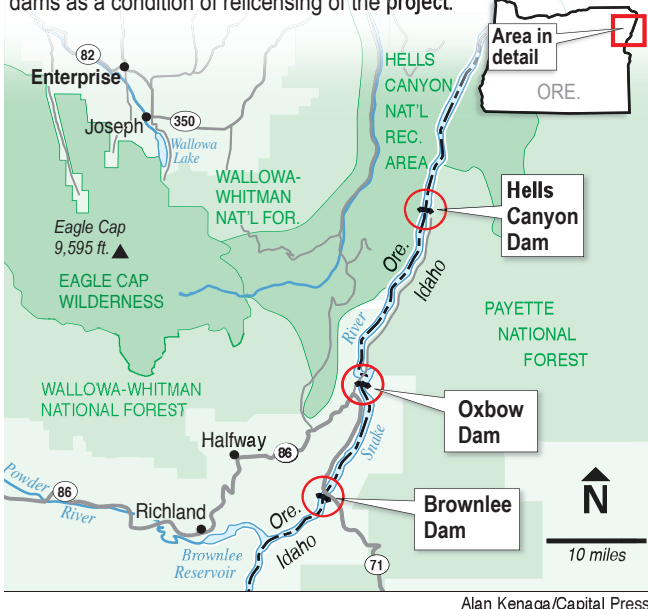 dams as a condition of relicensing of the project.
Area in
detail
ORE.
82
Enterprise
HELLS
CANYON
NAT'L
REC.
AREA
Joseph
350
Wallowa
Lake
WALLOWA-
WHITMAN
NAT'L FOR.
Hells
Canyon
Dam
Eagle Cap
9,595 ft.
EAGLE CAP
WILDERNESS
Ore.
Idaho
River
PAYETTE
NATIONAL
FOREST
WALLOWA-WHITMAN
NATIONAL FOREST
Oxbow
Dam
Halfway
86
Snake
Powder
River
86
Richland
Brownlee
Dam
Ore.
Idaho
Brownlee
Reservoir
71
N
10 miles
Alan Kenaga/Capital Press